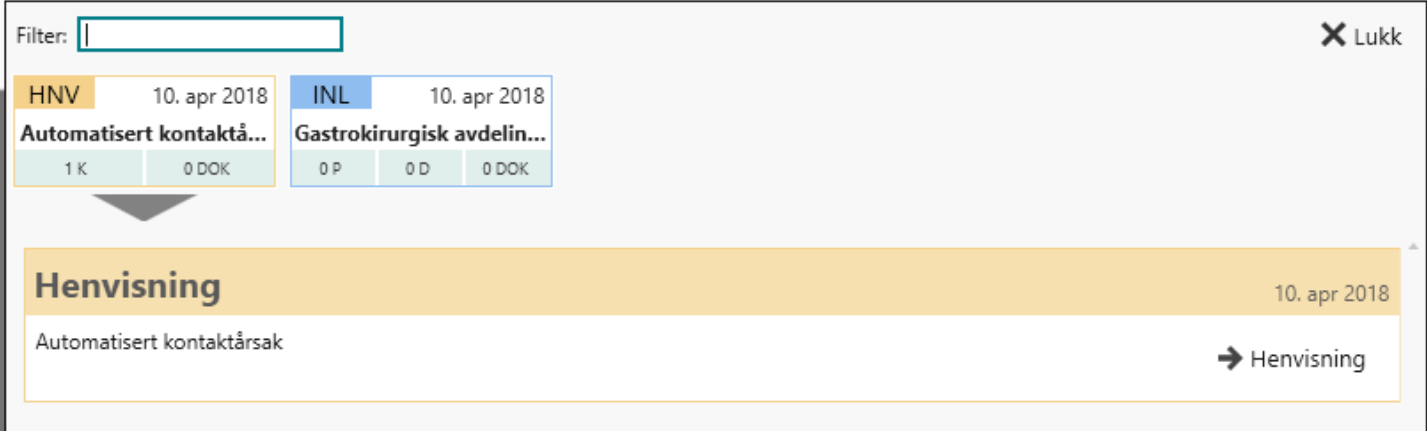 Filter:
Lukk
HNV 10. apr 2018
Automatisert kontaktå...
1 K 0 DOK
INL 10. apr 2018
Gastrokirurgisk avdelin...
0 P 0 D 0 DOK
Henvisning
10. apr 2018
Automatisert kontaktårsak
Henvisning